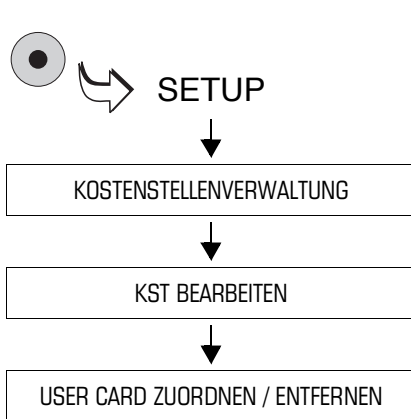 SETUP
KOSTENSTELLENVERWALTUNG
KST BEARBEITEN
USER CARD ZUORDNEN / ENTFERNEN